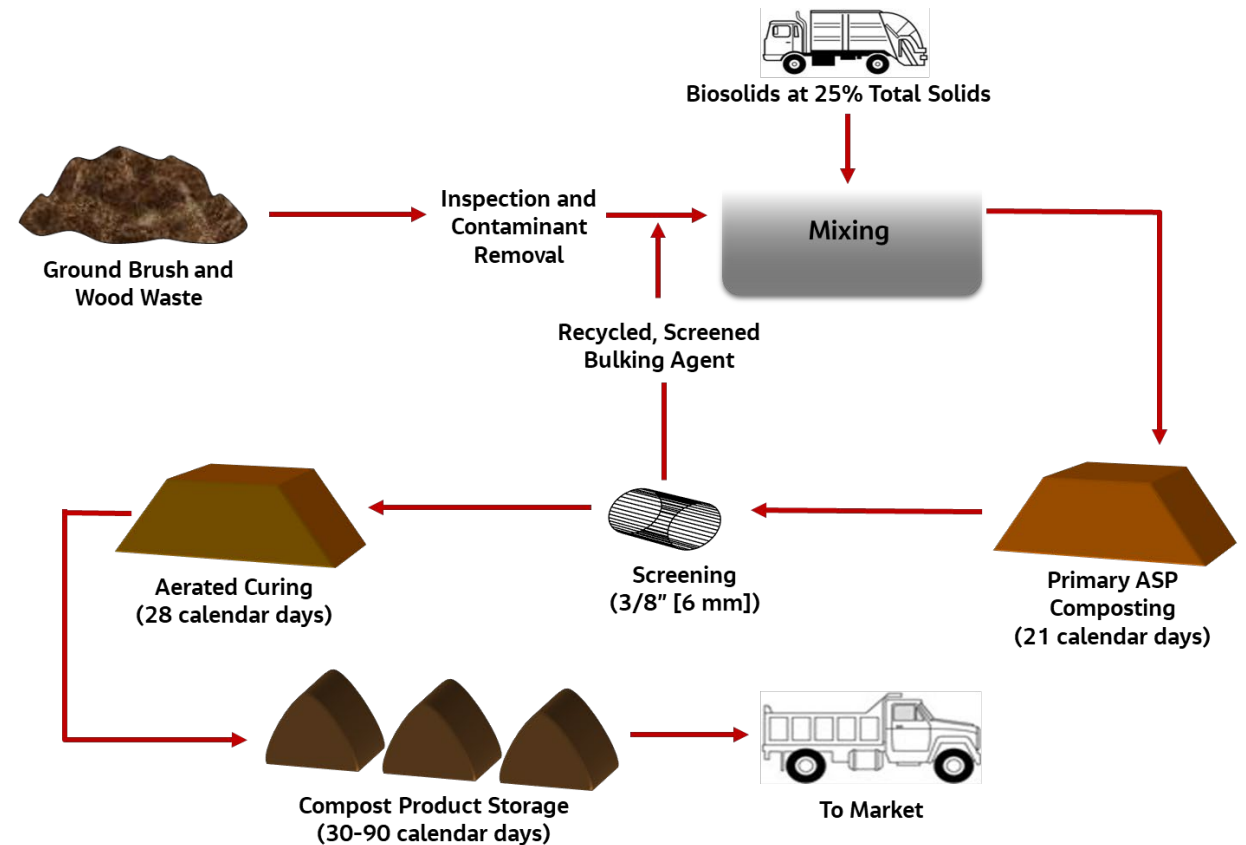 Biosolids at 25% Total Solids
Inspection and
Contaminant
Removal
Mixing
Ground Brush and
Wood Waste
Recycled, Screened
Bulking Agent
Aerated Curing
(28 calendar days)
Screening
(3/8” [6 mm])
Primary ASP
Composting
(21 calendar days)
Compost Product Storage
(30-90 calendar days)
To Market